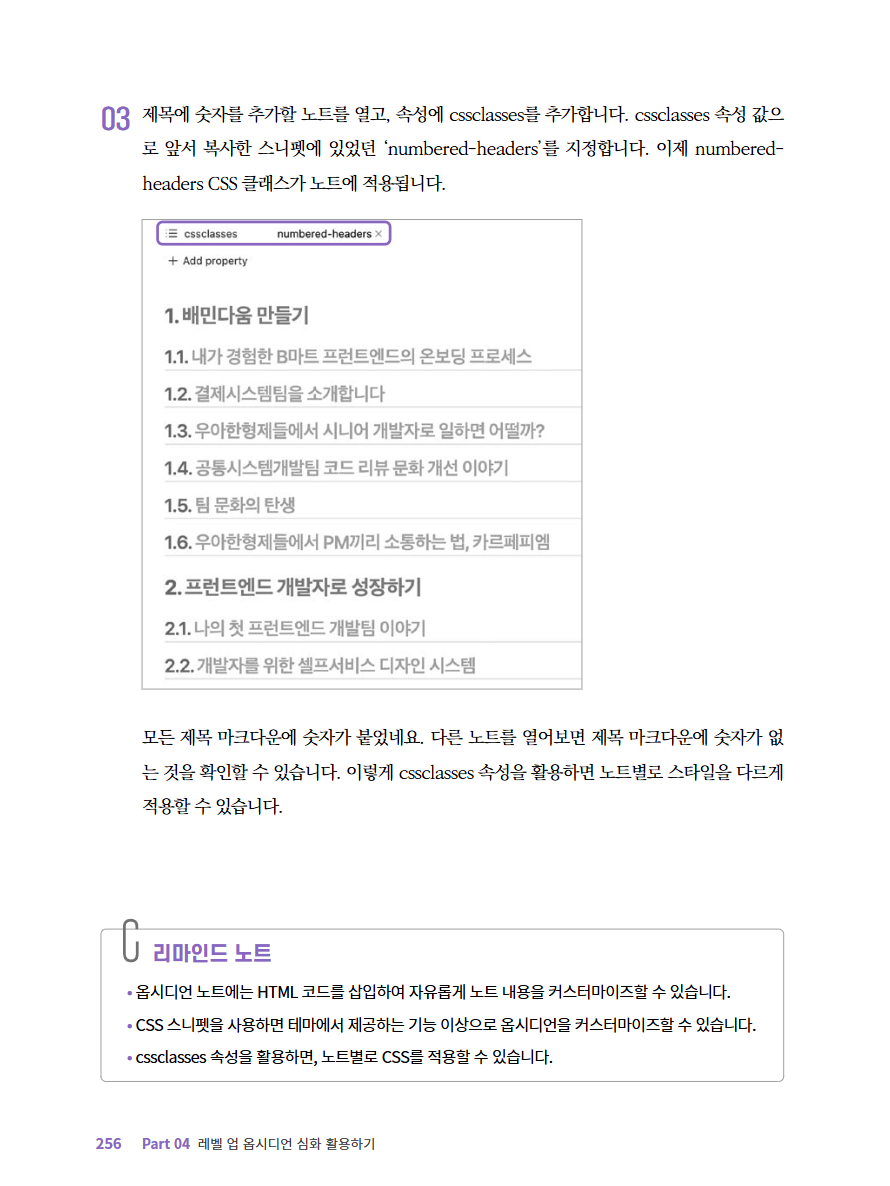 03 제목에 숫자를 추가할 노트를 열고, 속성에 cssclasses를 추가합니다. cssclasses 속성 값으
로 앞서 복사한 스니펫에 있었던 ‘numbered-headers’를 지정합니다. 이제 numbered-
headers CSS 클래스가 노트에 적용됩니다.
cssclasses numbered-headers ×
+ Add property
1. 배민다움 만들기
1.1. 내가 경험한 B마트 프런트엔드의 온보딩 프로세스
1.2. 결제시스템팀을 소개합니다
1.3. 우아한형제들에서 시니어 개발자로 일하면 어떨까?
1.4. 공통시스템개발팀 코드 리뷰 문화 개선 이야기
1.5. 팀 문화의 탄생
1.6. 우아한형제들에서 PM끼리 소통하는 법, 카르페피엠
2. 프런트엔드 개발자로 성장하기
2.1. 나의 첫 프런트엔드 개발팀 이야기
2.2. 개발자를 위한 셀프서비스 디자인 시스템
모든 제목 마크다운에 숫자가 붙었네요. 다른 노트를 열어보면 제목 마크다운에 숫자가 없
는 것을 확인할 수 있습니다. 이렇게 cssclasses 속성을 활용하면 노트별로 스타일을 다르게
적용할 수 있습니다.
리마인드 노트
• 옵시디언 노트에는 HTML 코드를 삽입하여 자유롭게 노트 내용을 커스터마이즈할 수 있습니다.
• CSS 스니펫을 사용하면 테마에서 제공하는 기능 이상으로 옵시디언을 커스터마이즈할 수 있습니다.
• cssclasses 속성을 활용하면, 노트별로 CSS를 적용할 수 있습니다.
256 Part 04 레벨 업 옵시디언 심화 활용하기